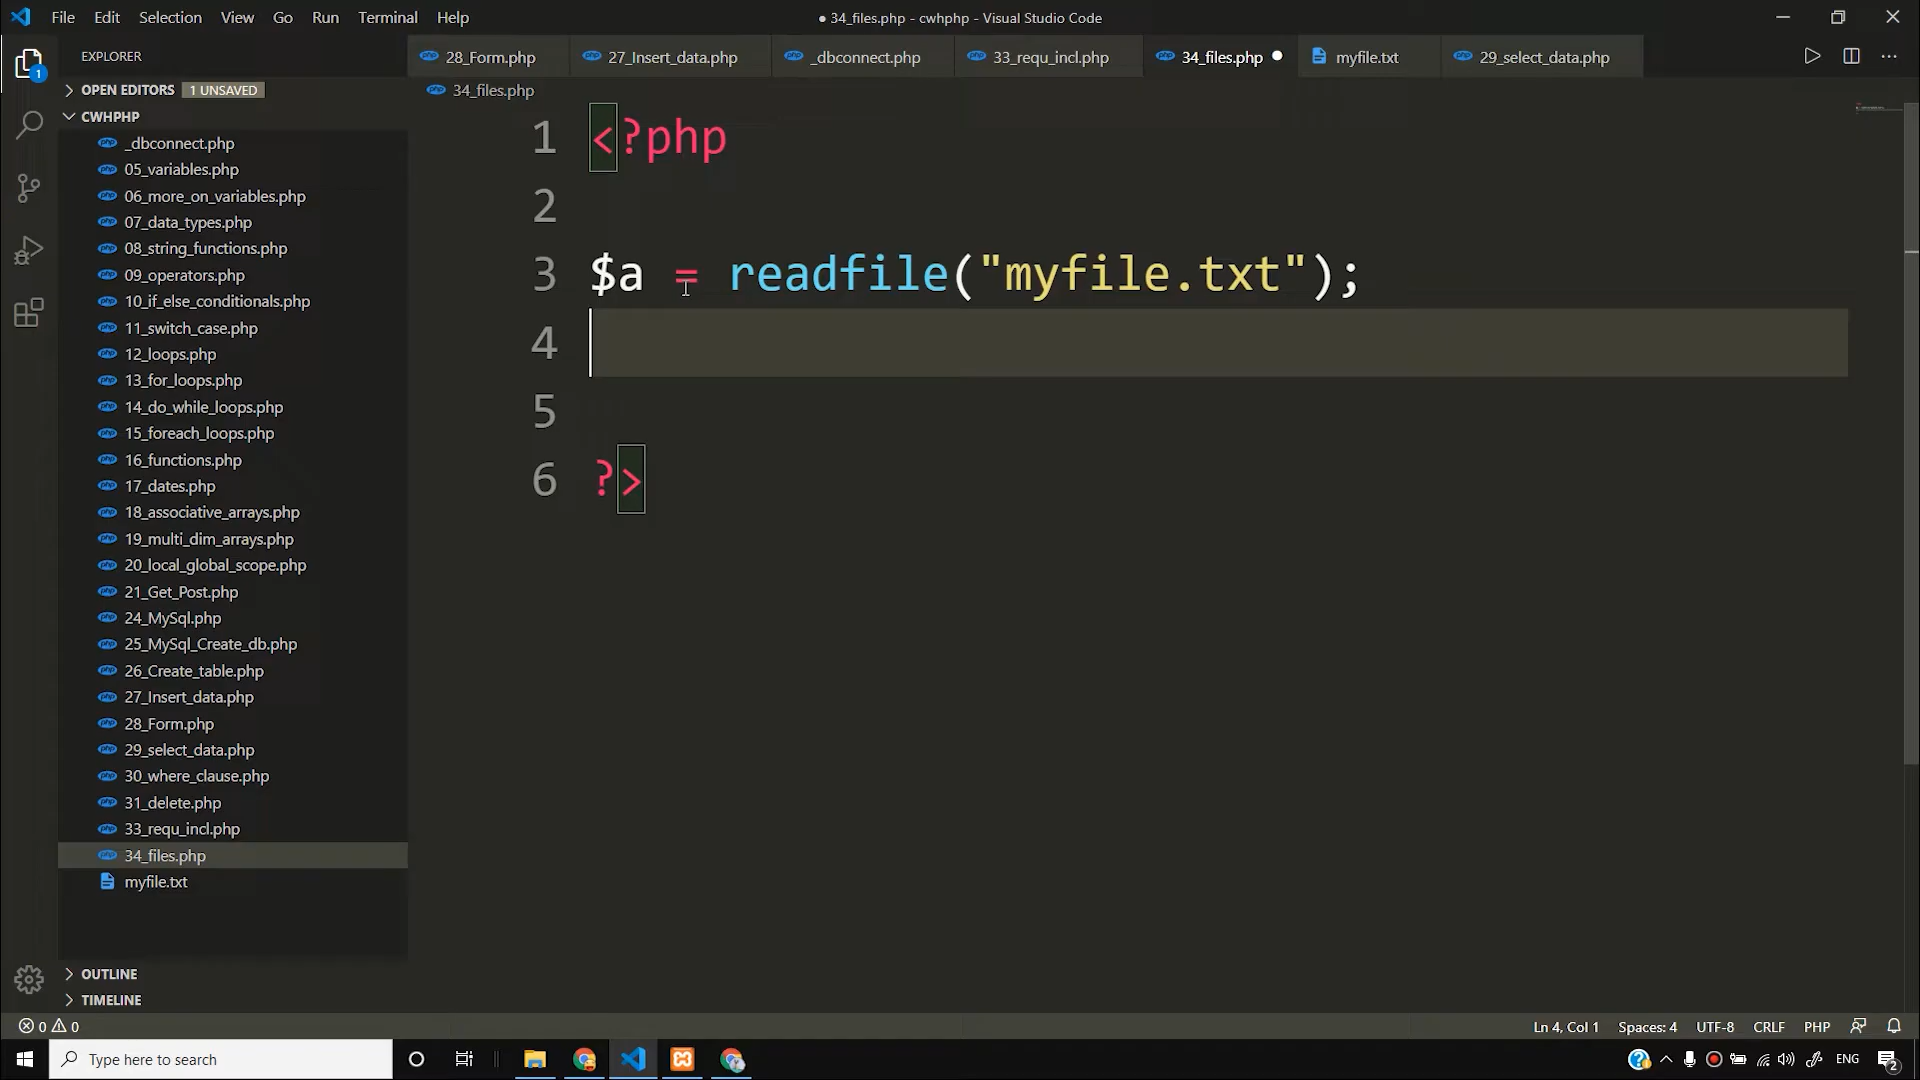 File Edit Selection View Go Run Terminal Help
● 34_files.php - cwhphp - Visual Studio Code
EXPLORER
28_Form.php
27_Insert_data.php
_dbconnect.php
33_requ_incl.php
34_files.php
myfile.txt
29_select_data.php
1
OPEN EDITORS 1 UNSAVED
34_files.php
CWHPHP
_dbconnect.php
05_variables.php
06_more_on_variables.php
07_data_types.php
08_string_functions.php
09_operators.php
10_if_else_conditionals.php
11_switch_case.php
12_loops.php
13_for_loops.php
14_do_while_loops.php
15_foreach_loops.php
16_functions.php
17_dates.php
18_associative_arrays.php
19_multi_dim_arrays.php
20_local_global_scope.php
21_Get_Post.php
24_MySql.php
25_MySql_Create_db.php
26_Create_table.php
27_Insert_data.php
28_Form.php
29_select_data.php
30_where_clause.php
31_delete.php
33_requ_incl.php
34_files.php
myfile.txt
OUTLINE
TIMELINE
1 <?php
2
3 $a = readfile("myfile.txt");
4
5
6 ?>
0 0
Ln 4, Col 1 Spaces: 4 UTF-8 CRLF PHP
Type here to search
ENG
2